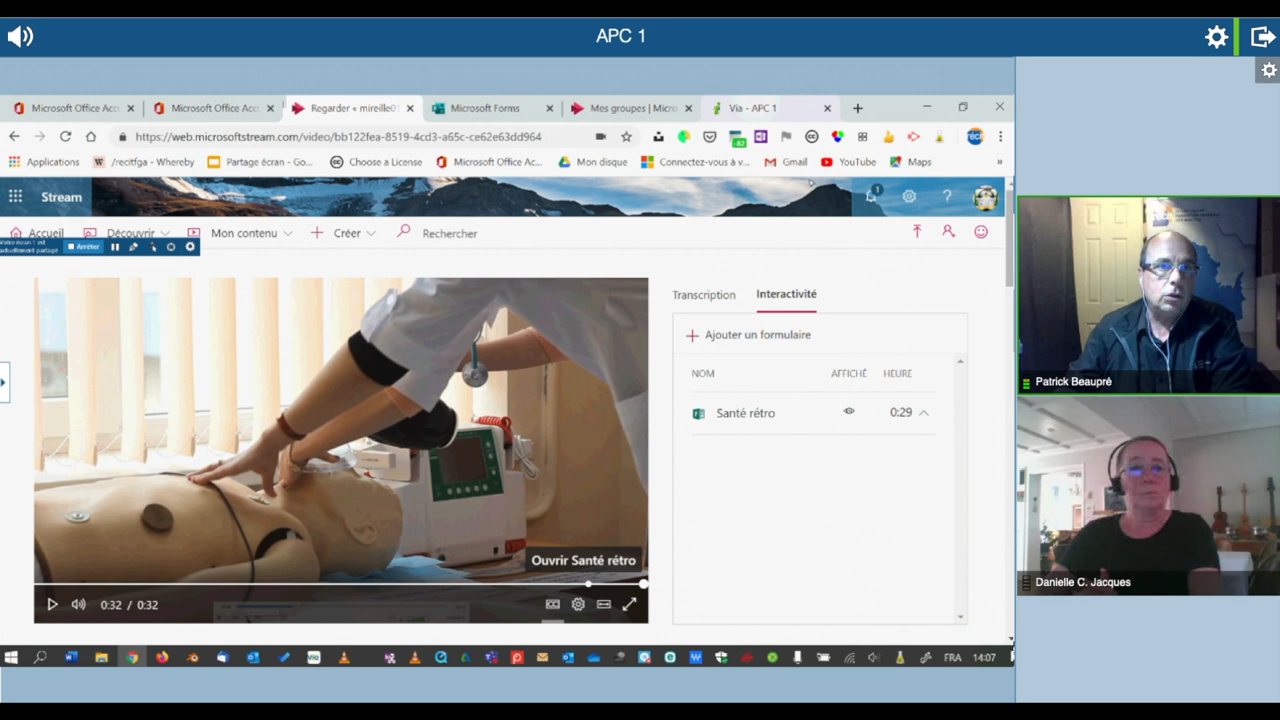 APC 1
Microsoft Office Acc
Microsoft Office Acc
Regarder « mireille01
Microsoft Forms
Mes groupes | Micro
Via - APC 1
https://web.microsoftstream.com/video/bb122fea-8519-4cd3-a65c-ce62e63dd964
Applications
/recitfga - Whereby
Partage écran - Go...
Choose a License
Microsoft Office Ac...
Mon disque
Connectez-vous à v...
Gmail
YouTube
Maps
Stream
1
Accueil
Découvrir
Mon contenu
Créer
Rechercher
Arrêter
Transcription
Interactivité
Ajouter un formulaire
NOM
AFFICHÉ
HEURE
Santé rétro
0:29
Ouvrir Santé rétro
0:32 / 0:32
Patrick Beaupré
Danielle C. Jacques
FRA
14:07